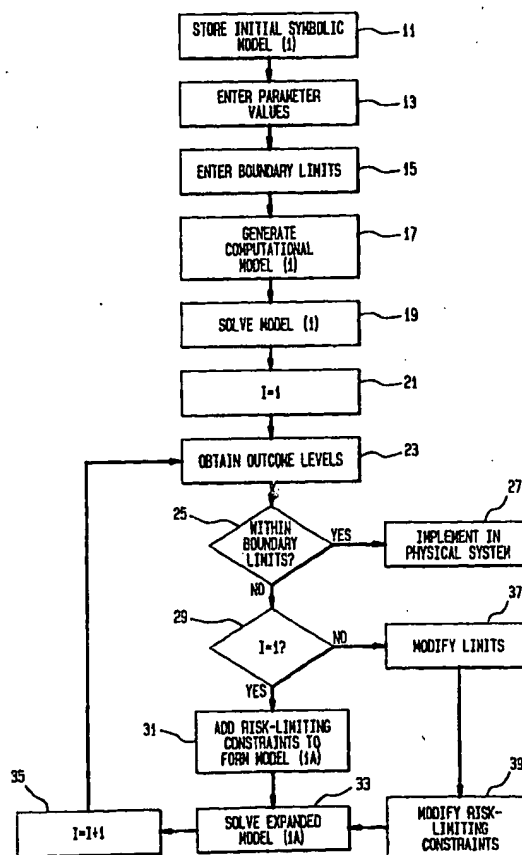 STORE INITIAL SYMBOLIC
MODEL (1)
11
ENTER PARAMETER
VALUES
13
ENTER BOUNDARY LIMITS
15
GENERATE
COMPUTATIONAL
MODEL (1)
17
SOLVE MODEL (1)
19
I=1
21
OBTAIN OUTCOME LEVELS
23
25
WITHIN
BOUNDARY
LIMITS?
YES
NO
IMPLEMENT IN
PHYSICAL SYSTEM
27
29
I=1?
NO
YES
MODIFY LIMITS
37
31
ADD RISK-LIMITING
CONSTRAINTS TO
FORM MODEL (1A)
33
SOLVE EXPANDED
MODEL (1A)
35
I=I+1
39
MODIFY RISK-
LIMITING
CONSTRAINTS